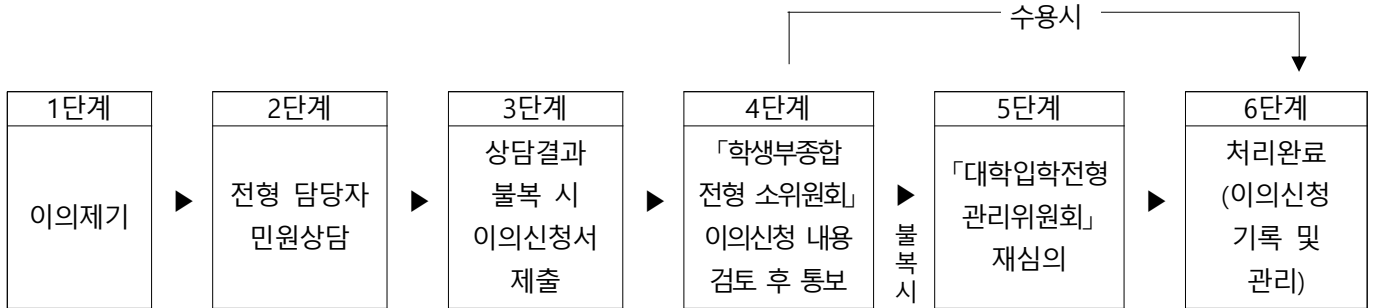 수용시
1단계
이의제기
▶
2단계
전형 담당자
민원상담
▶
3단계
상담결과
불복 시
이의신청서
제출
▶
4단계
「학생부종합
전형 소위원회」
이의신청 내용
검토 후 통보
▶
불
복
시
5단계
「대학입학전형
관리위원회」
재심의
▶
6단계
처리완료
(이의신청
기록 및
관리)